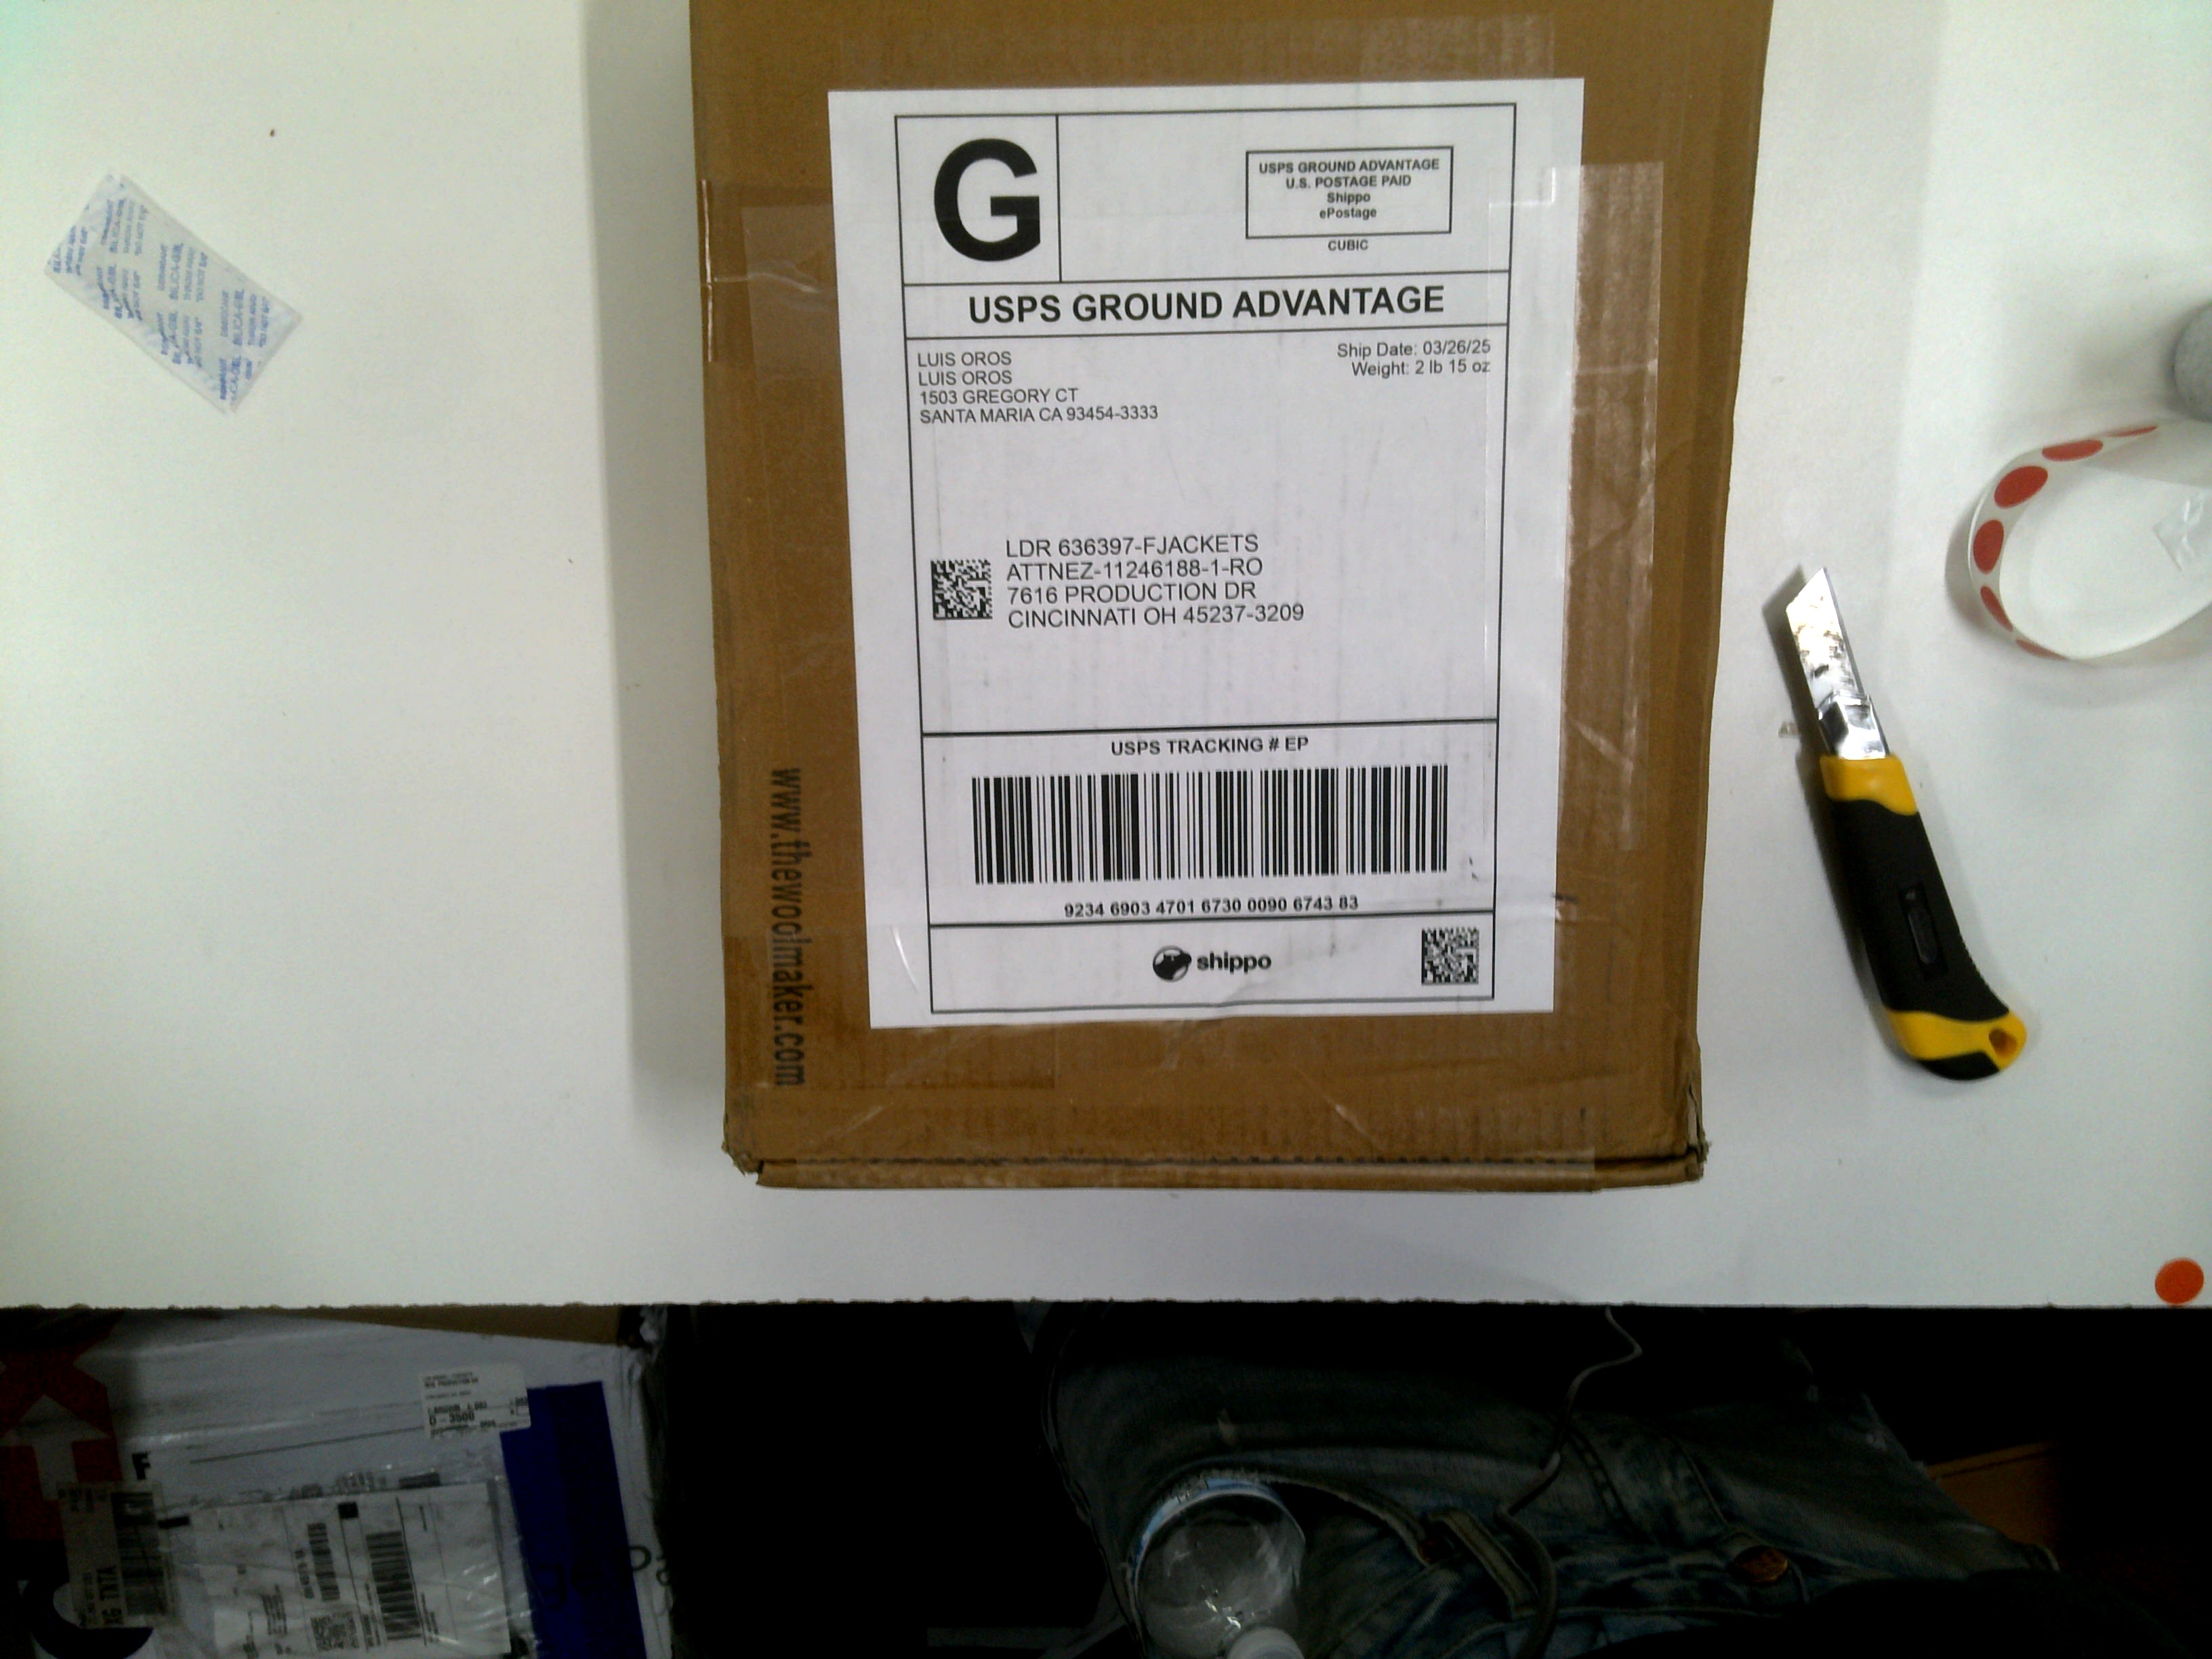 G
USPS GROUND ADVANTAGE
U.S. POSTAGE PAID
Shippo
ePostage
CUBIC
USPS GROUND ADVANTAGE
LUIS OROS
LUIS OROS
1503 GREGORY CT
SANTA MARIA CA 93454-3333
Ship Date: 03/26/25
Weight: 2 lb 15 oz
LDR 636397-FJACKETS
ATTNEZ-11246188-1-RO
7616 PRODUCTION DR
CINCINNATI OH 45237-3209
USPS TRACKING # EP
9234 6903 4701 6730 0090 6743 83
shippo
www.thewoolmaker.com